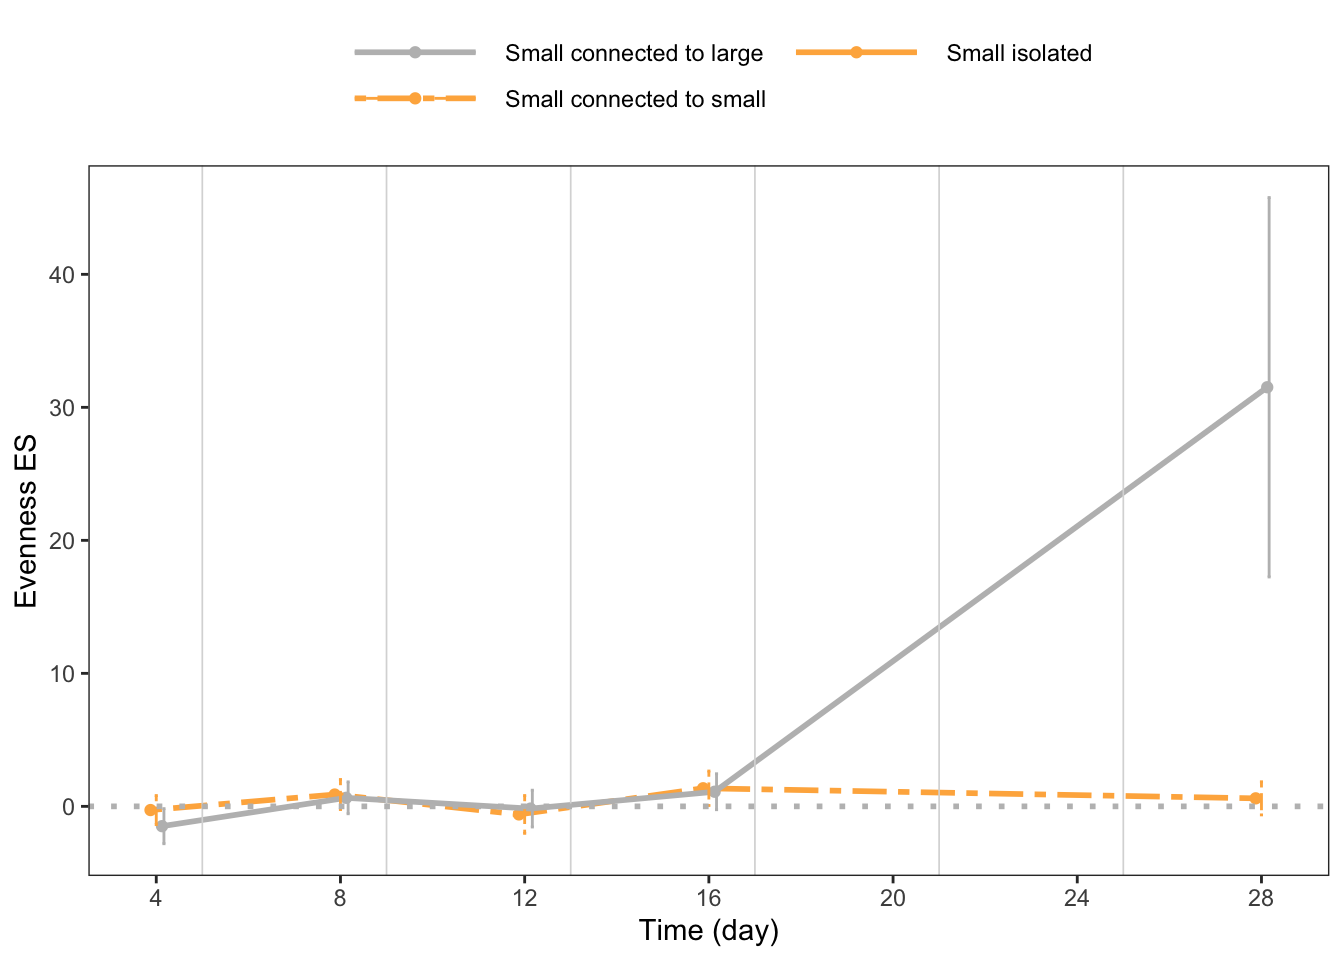 Small connected to large
Small isolated
Small connected to small
Evenness ES
40
30
20
10
0
4 8 12 16 20 24 28
Time (day)